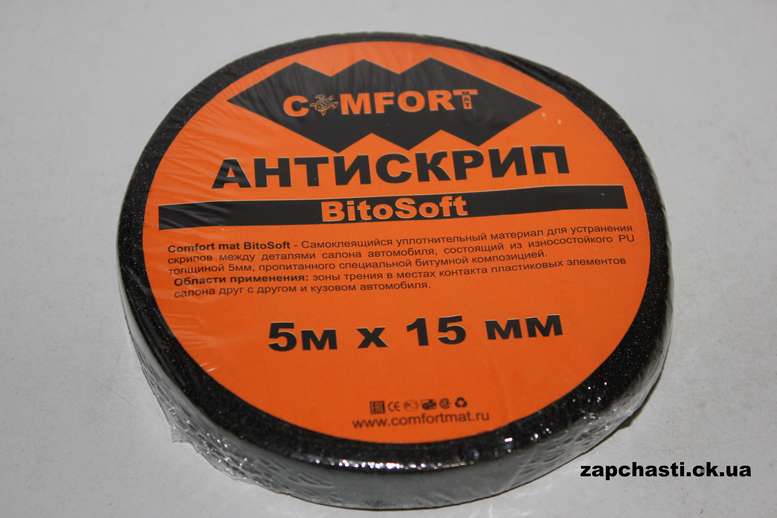 COMFORT
MAT
АНТИСКРИП
BitoSoft
Comfort mat BitoSoft - Самоклеящийся уплотнительный материал для устранения
скрипов между деталями салона автомобиля, состоящий из износостойкого PU
толщиной 5мм, пропитанного специальной битумной композицией.
Области применения: зоны трения в местах контакта пластиковых элементов
салона друг с другом и кузовом автомобиля.
5м х 15 мм
www.comfortmat.ru
zapchasti.ck.ua